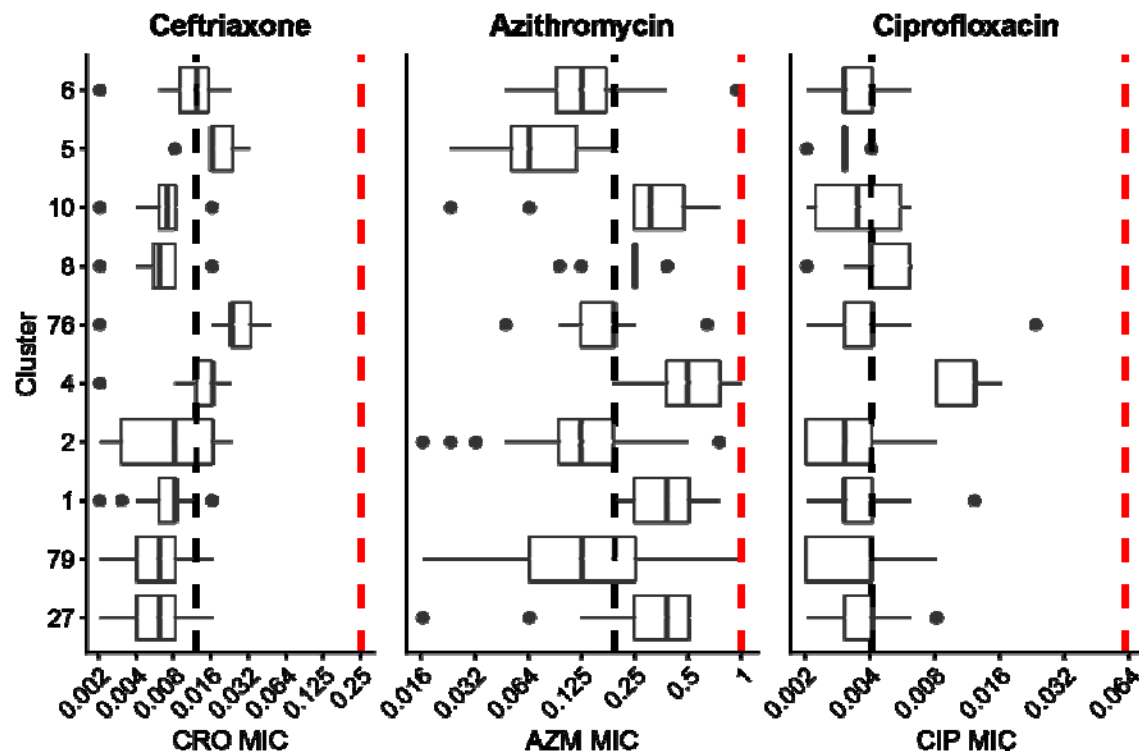 Ceftriaxone Azithromycin Ciprofloxacin
Cluster
6
5
10
8
76
4
2
1
79
27
0.002 0.004 0.008 0.016 0.032 0.064 0.125 0.25
0.016 0.032 0.064 0.125 0.25 0.5 1
0.002 0.004 0.008 0.016 0.032 0.064
CRO MIC AZM MIC CIP MIC